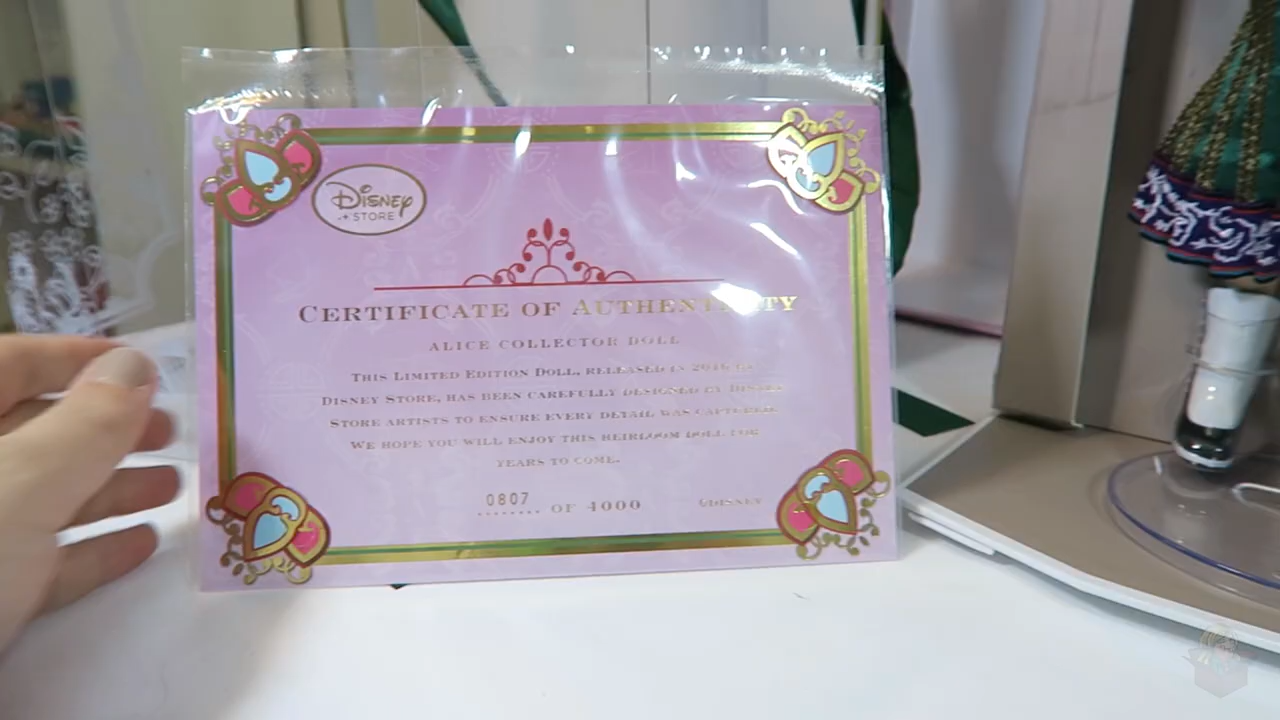 Disney
STORE
CERTIFICATE OF AUTHENTICITY
ALICE COLLECTOR DOLL
THIS LIMITED EDITION DOLL, RELEASED IN 2016 BY
DISNEY STORE, HAS BEEN CAREFULLY DESIGNED BY DISNEY
STORE ARTISTS TO ENSURE EVERY DETAIL WAS CAPTURED.
WE HOPE YOU WILL ENJOY THIS HEIRLOOM DOLL FOR
YEARS TO COME.
0807 OF 4000
©DISNEY